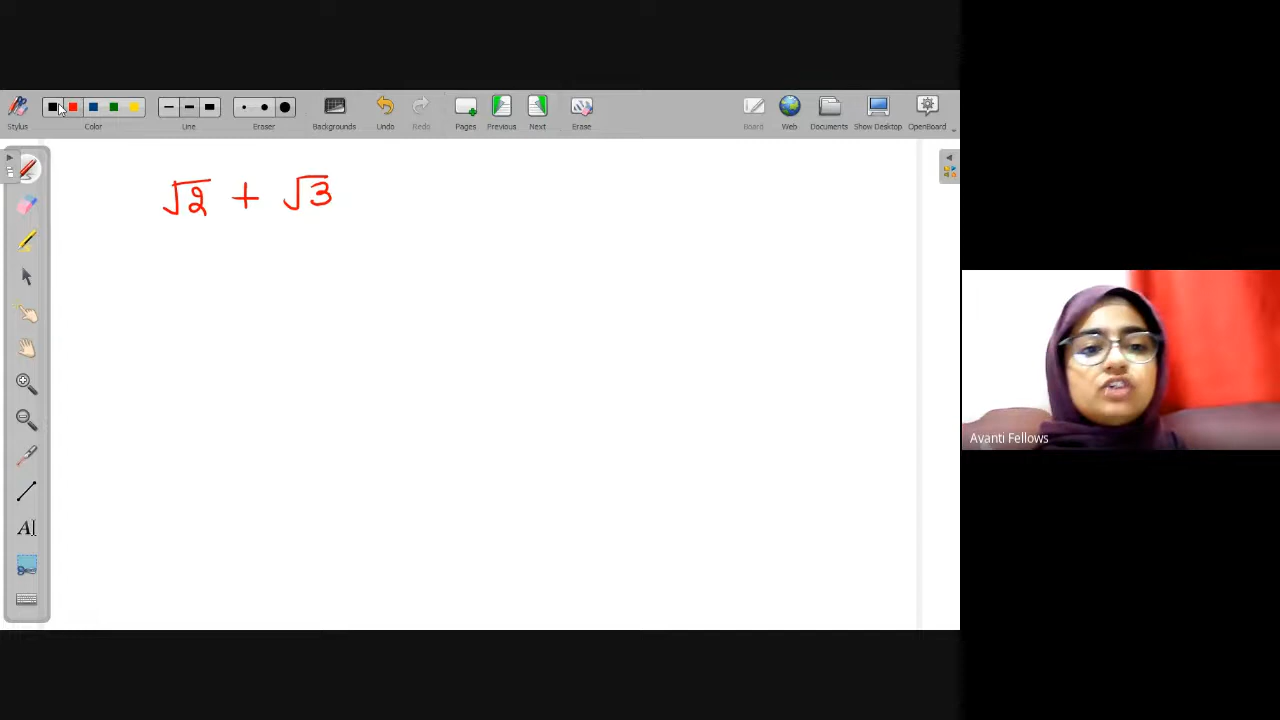 Stylus Color Line Eraser Backgrounds Undo Redo Pages Previous Next Erase Board Web Documents Show Desktop OpenBoard
√2 + √3
A
Avanti Fellows